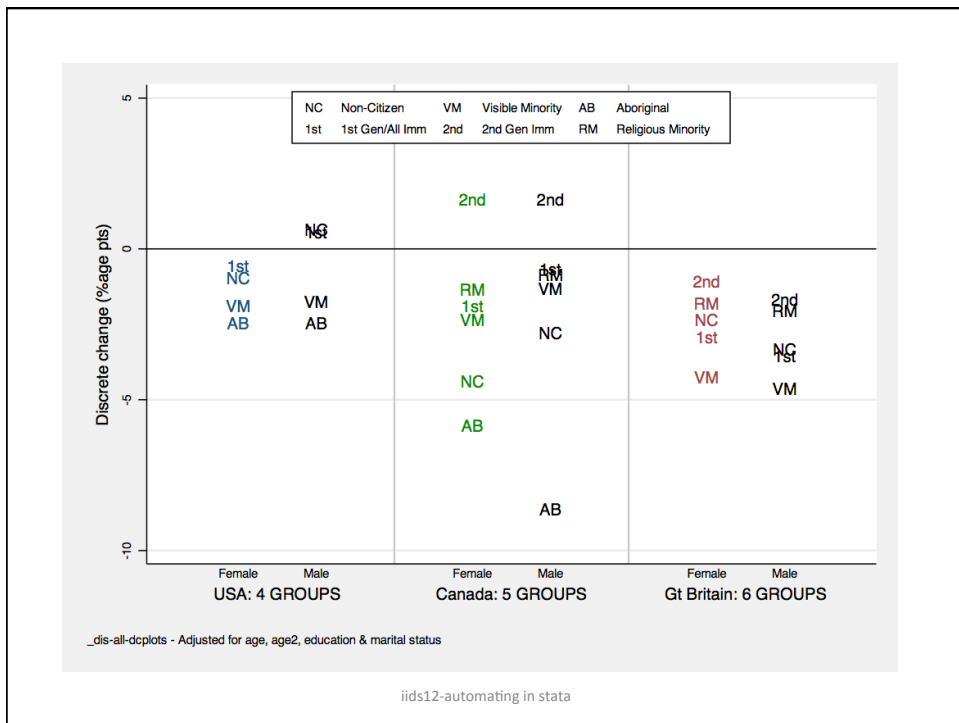 NC Non-Citizen VM Visible Minority AB Aboriginal
1st 1st Gen/All Imm 2nd 2nd Gen Imm RM Religious Minority
Discrete change (%age pts)
5
0
-5
-10
1st
NC
VM
AB
NC
1st
VM
AB
2nd
RM
1st
VM
NC
AB
2nd
1st
RM
VM
NC
AB
2nd
RM
NC
1st
VM
2nd
RM
NC
1st
VM
Female Male Female Male Female Male
USA: 4 GROUPS Canada: 5 GROUPS Gt Britain: 6 GROUPS
_dis-all-dcplots - Adjusted for age, age2, education & marital status
iids12-automating in stata